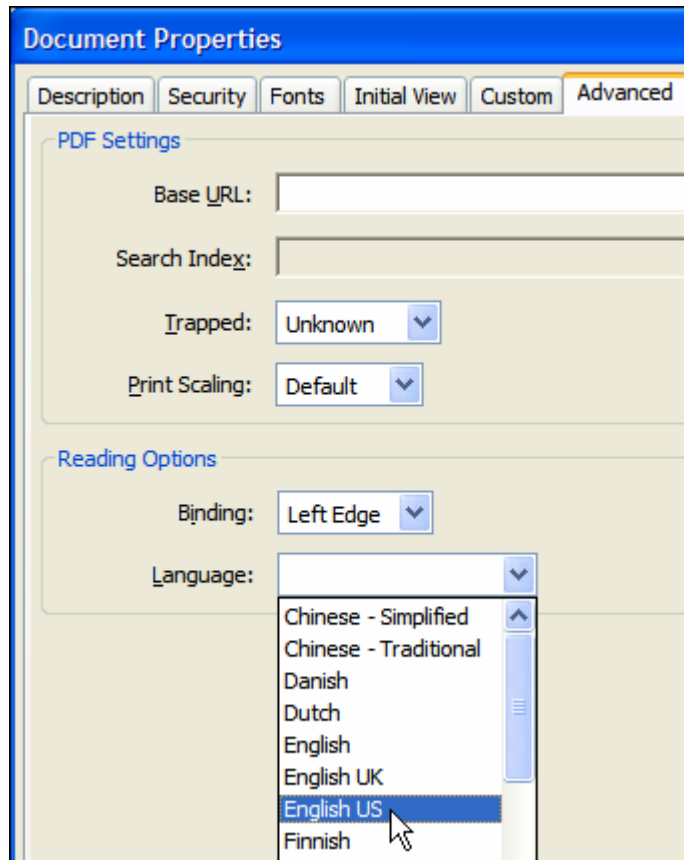 Document Properties
Description Security Fonts Initial View Custom Advanced
PDF Settings
Base URL:
Search Index:
Trapped: Unknown
Print Scaling: Default
Reading Options
Binding: Left Edge
Language:
Chinese - Simplified
Chinese - Traditional
Danish
Dutch
English
English UK
English US
Finnish